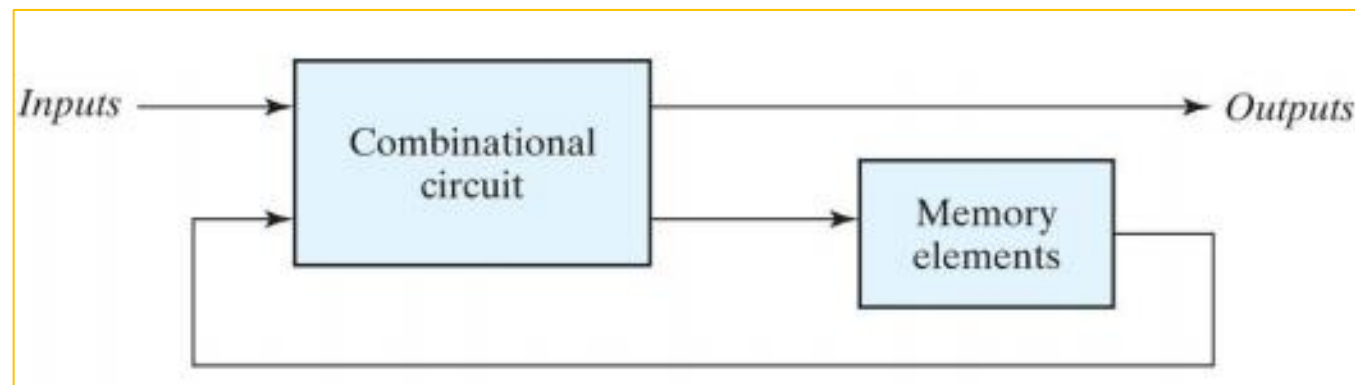 Inputs
Combinational
circuit
Outputs
Memory
elements